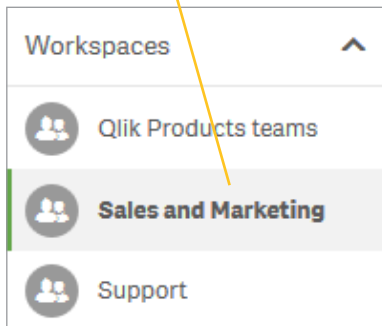 Workspaces
Qlik Products teams
Sales and Marketing
Support